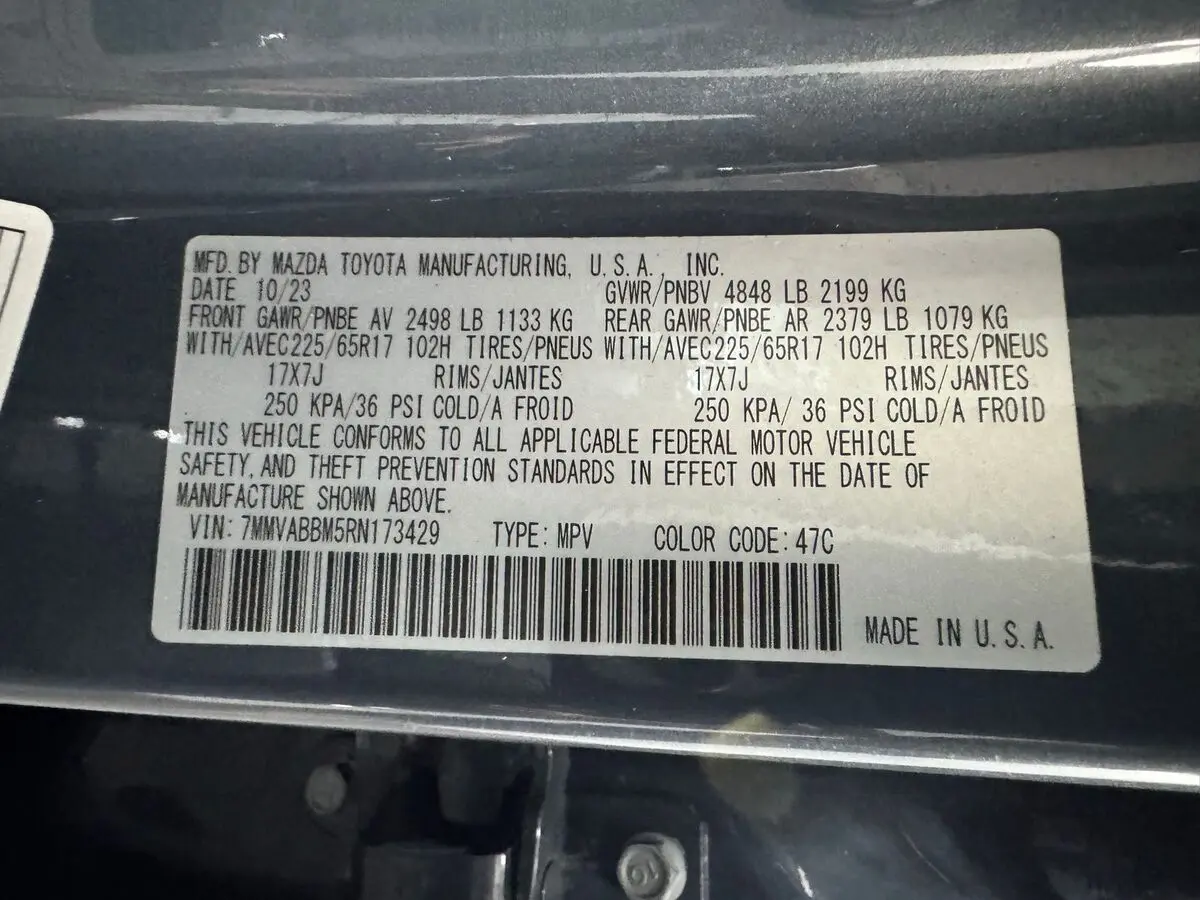 MFD. BY MAZDA TOYOTA MANUFACTURING, U.S.A., INC.
DATE 10/23 GVWR/PNBV 4848 LB 2199 KG
FRONT GAWR/PNBE AV 2498 LB 1133 KG REAR GAWR/PNBE AR 2379 LB 1079 KG
WITH/AVEC225/65R17 102H TIRES/PNEUS WITH/AVEC225/65R17 102H TIRES/PNEUS
17X7J RIMS/JANTES 17X7J RIMS/JANTES
250 KPA/36 PSI COLD/A FROID 250 KPA/ 36 PSI COLD/A FROID
THIS VEHICLE CONFORMS TO ALL APPLICABLE FEDERAL MOTOR VEHICLE
SAFETY, AND THEFT PREVENTION STANDARDS IN EFFECT ON THE DATE OF
MANUFACTURE SHOWN ABOVE.
VIN: 7MMVABBM5RN173429 TYPE: MPV COLOR CODE: 47C
MADE IN U.S.A.